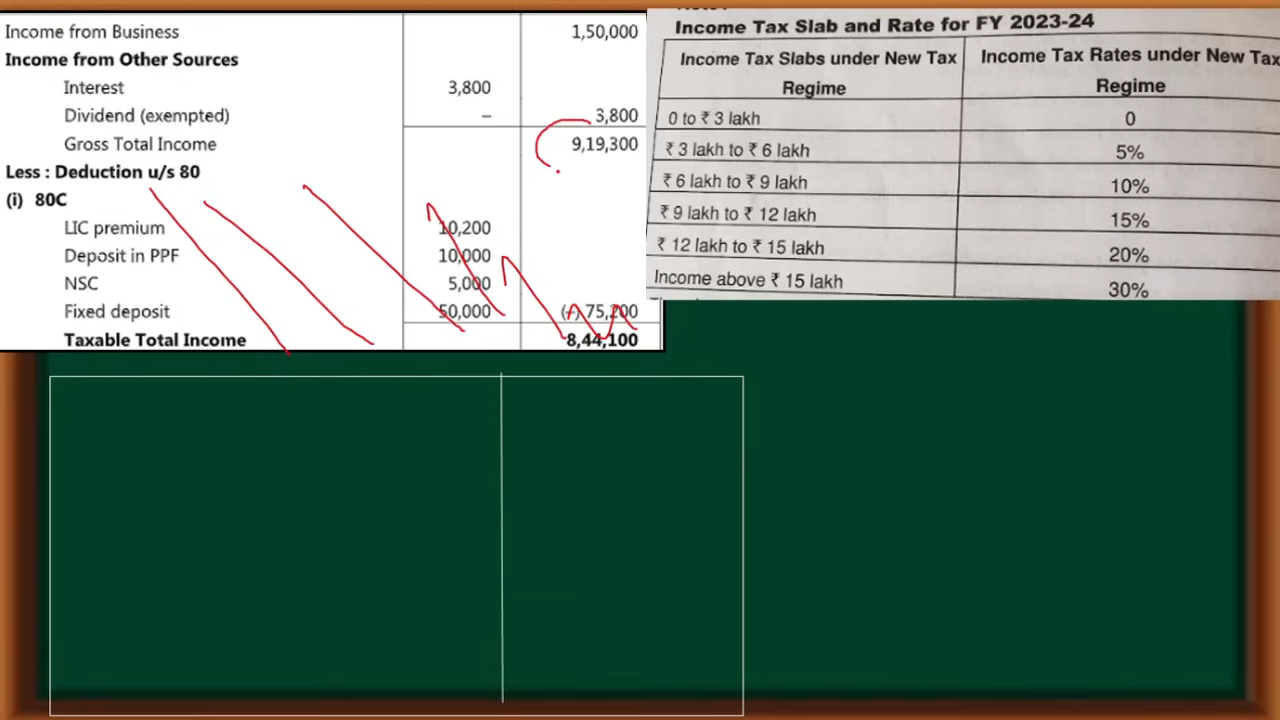 Income from Business 1,50,000
Income from Other Sources
Interest 3,800
Dividend (exempted) – 3,800
Gross Total Income 9,19,300
Less : Deduction u/s 80
(i) 80C
LIC premium 10,200
Deposit in PPF 10,000
NSC 5,000
Fixed deposit 50,000 (–) 75,200
Taxable Total Income 8,44,100
Income Tax Slab and Rate for FY 2023-24
Income Tax Slabs under New Tax Regime
Income Tax Rates under New Tax Regime
0 to ₹ 3 lakh 0
₹ 3 lakh to ₹ 6 lakh 5%
₹ 6 lakh to ₹ 9 lakh 10%
₹ 9 lakh to ₹ 12 lakh 15%
₹ 12 lakh to ₹ 15 lakh 20%
Income above ₹ 15 lakh 30%